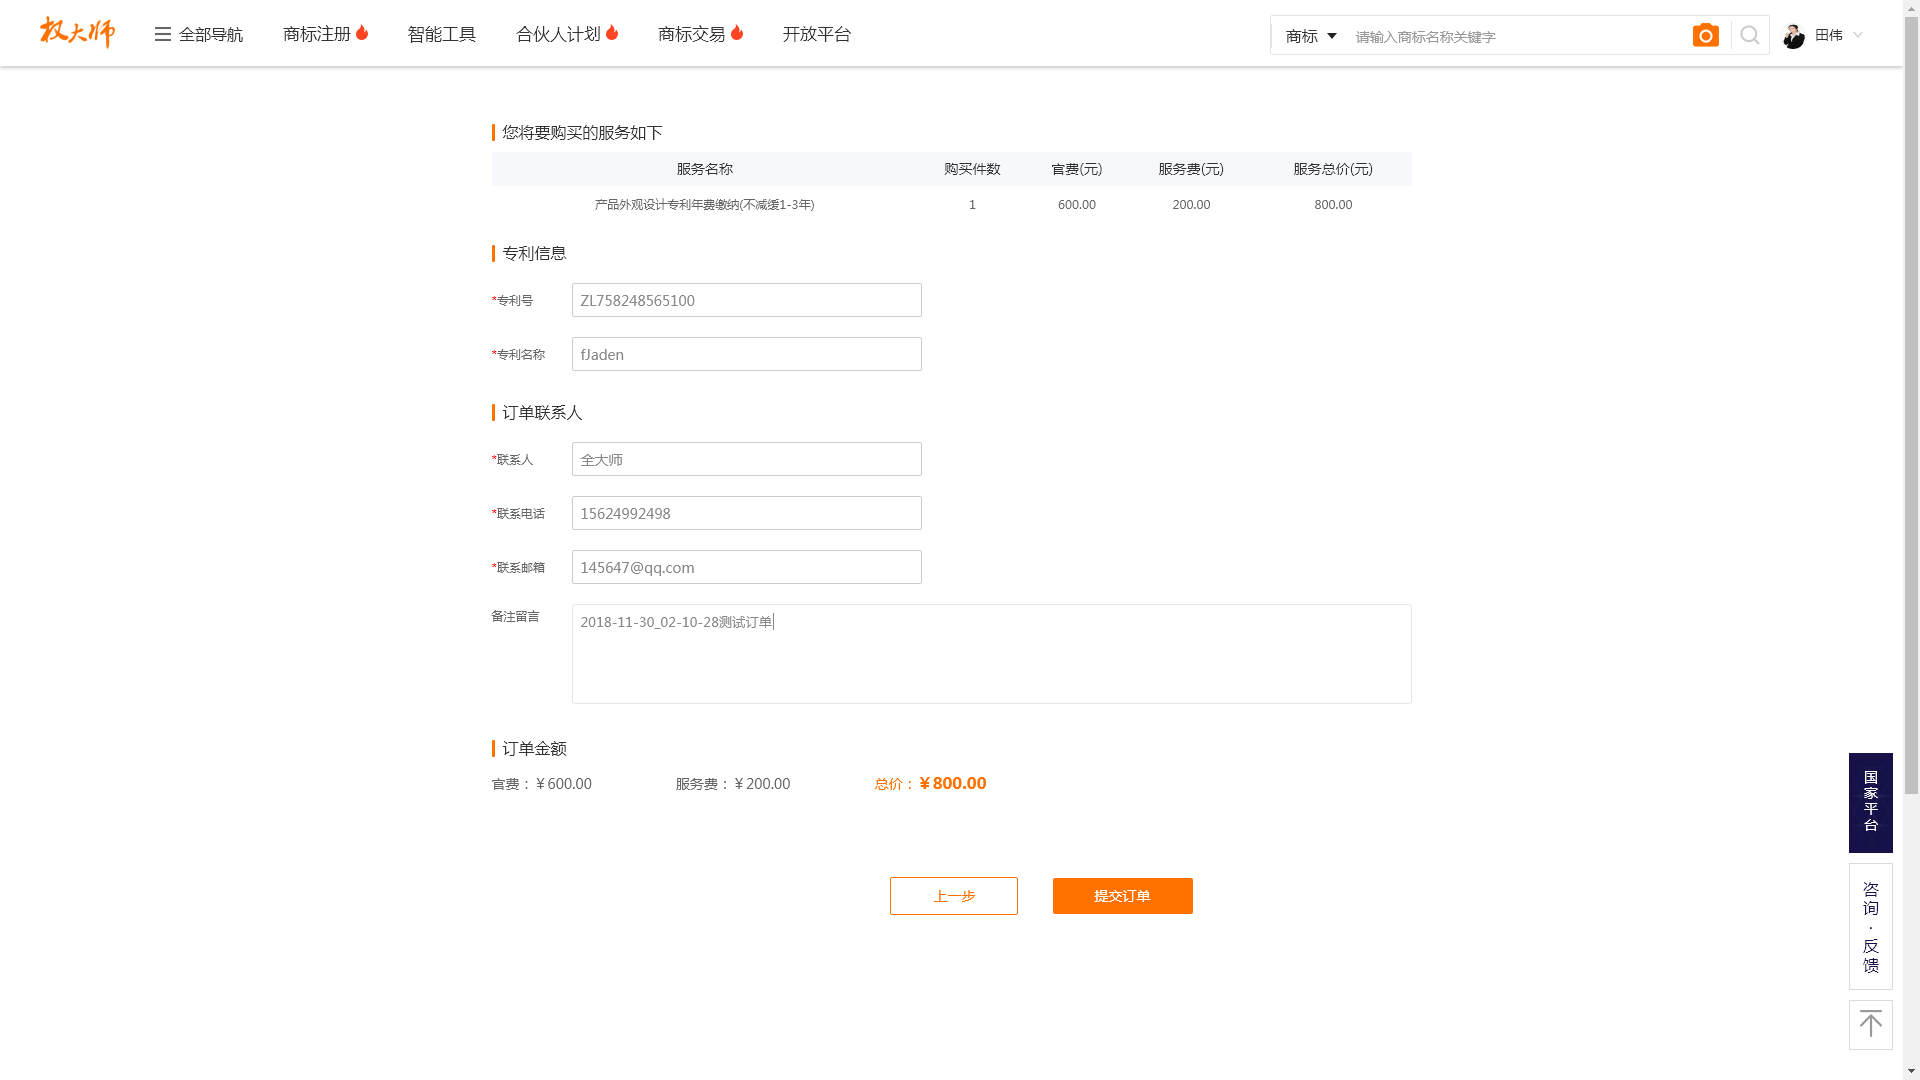 权大师
全部导航
商标注册
智能工具
合伙人计划
商标交易
开放平台
商标
请输入商标名称关键字
田伟
您将要购买的服务如下
服务名称 购买件数 官费(元) 服务费(元) 服务总价(元)
产品外观设计专利年费缴纳(不减缓1-3年) 1 600.00 200.00 800.00
专利信息
*专利号 ZL758248565100
*专利名称 fJaden
订单联系人
*联系人 全大师
*联系电话 15624992498
*联系邮箱 145647@qq.com
备注留言 2018-11-30_02-10-28测试订单
订单金额
官费：￥600.00 服务费：￥200.00 总价：￥800.00
上一步 提交订单
国家平台
咨询·反馈